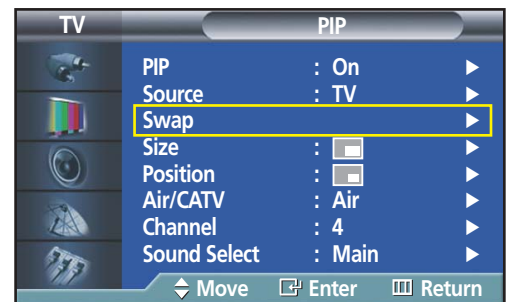 TV PIP
PIP : On
Source : TV
Swap
Size :
Position :
Air/CATV : Air
Channel : 4
Sound Select : Main
Move Enter Return